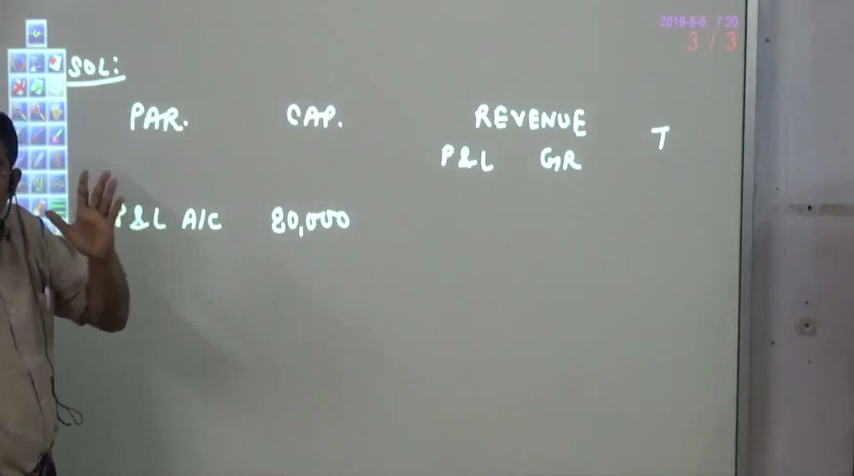 2018-8-6 7:20
3 / 3
SOL:
PAR. CAP. REVENUE T
P&L GR
P&L A/C 80,000